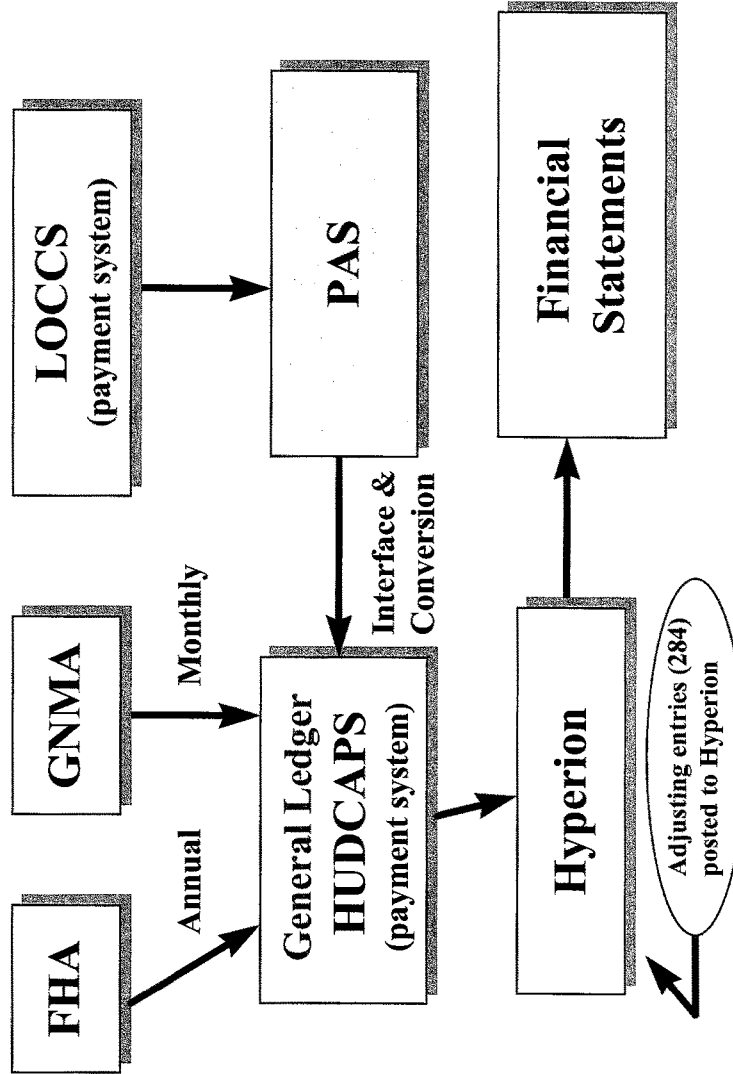 FHA
GNMA
LOCCS
(payment system)
Annual
Monthly
General Ledger
HUDCAPS
(payment system)
Interface &
Conversion
PAS
Hyperion
Financial
Statements
Adjusting entries (284)
posted to Hyperion